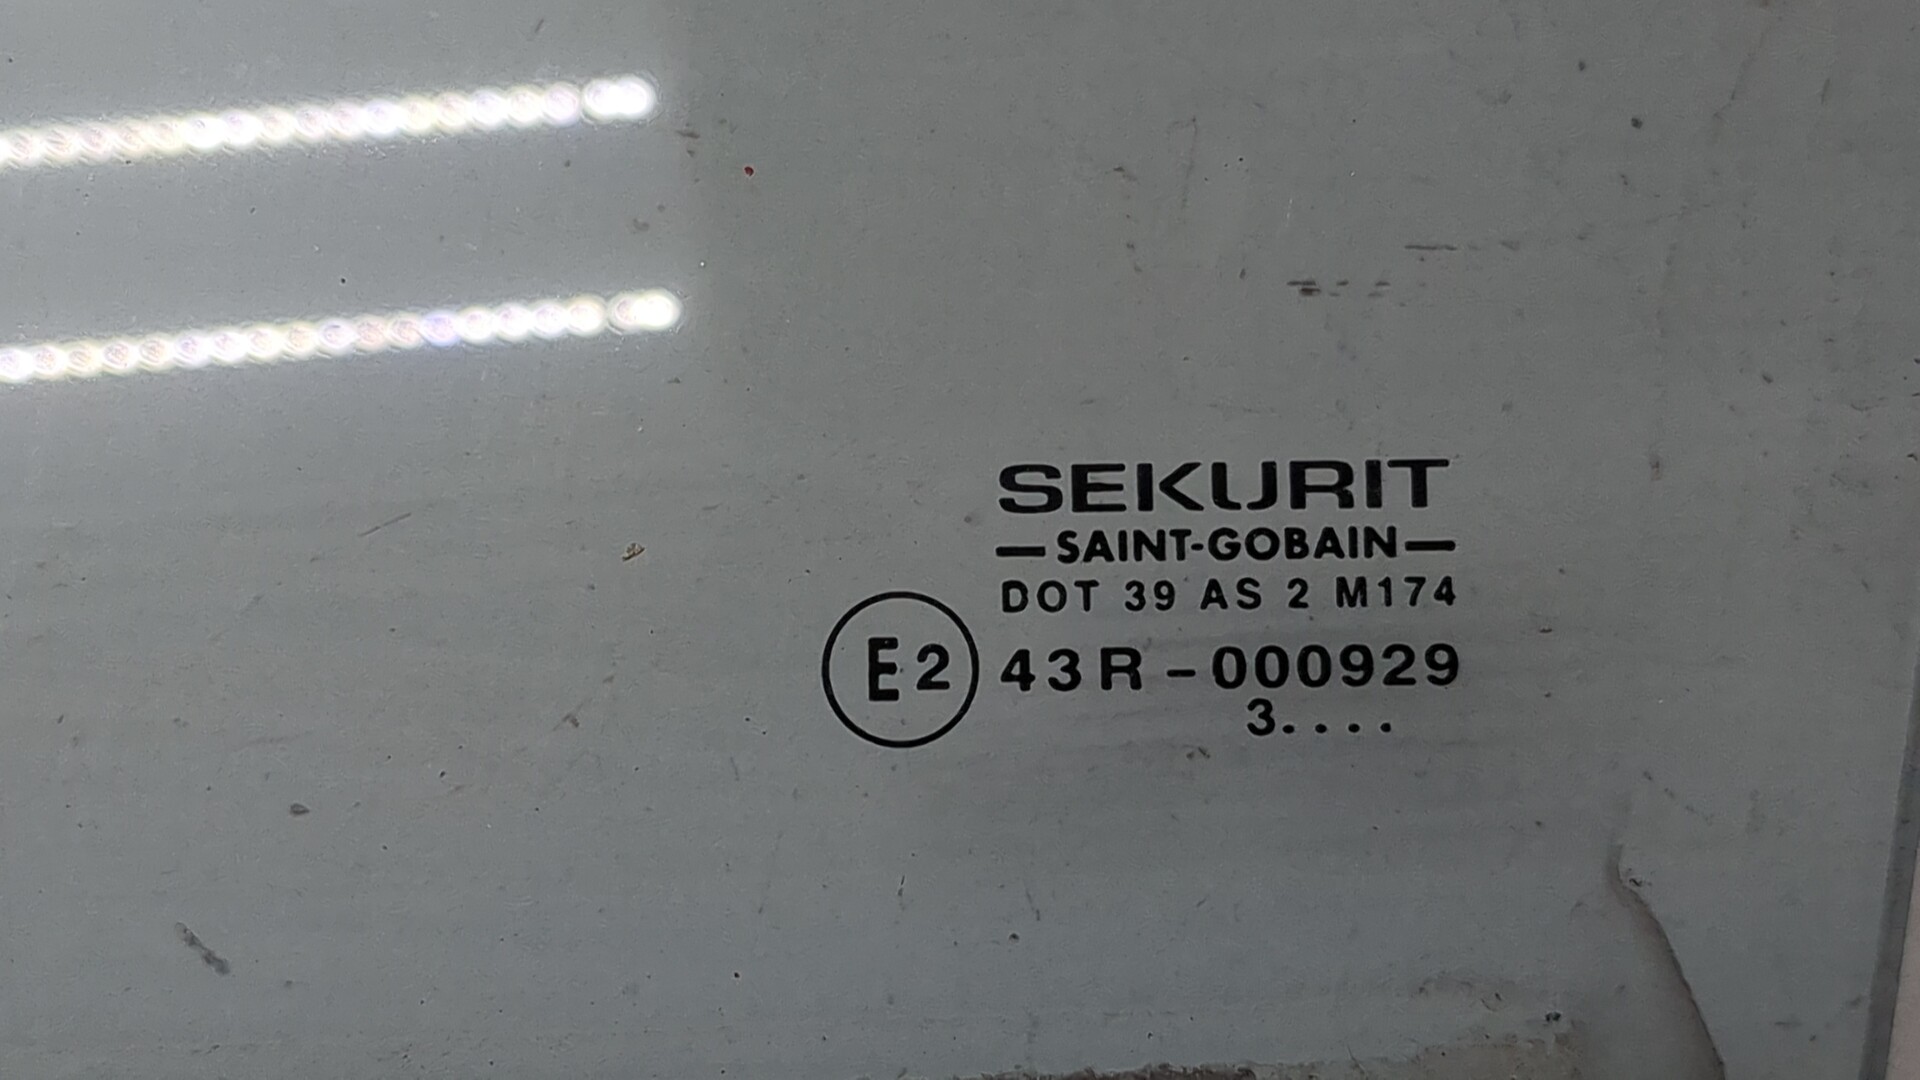 SEKURIT
—SAINT-GOBAIN—
DOT 39 AS 2 M174
E2 43R-000929
3....